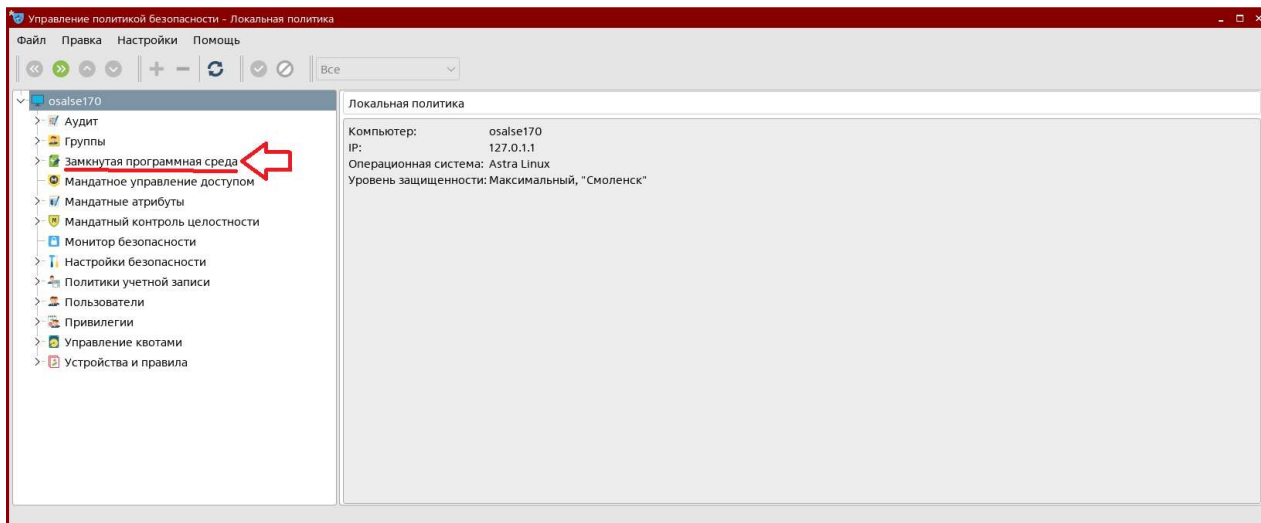 Управление политикой безопасности - Локальная политика
Файл Правка Настройки Помощь
Все
osalse170
Аудит
Группы
Замкнутая программная среда
Мандатное управление доступом
Мандатные атрибуты
Мандатный контроль целостности
Монитор безопасности
Настройки безопасности
Политики учетной записи
Пользователи
Привилегии
Управление квотами
Устройства и правила
Локальная политика
Компьютер: osalse170
IP: 127.0.1.1
Операционная система: Astra Linux
Уровень защищенности: Максимальный, "Смоленск"